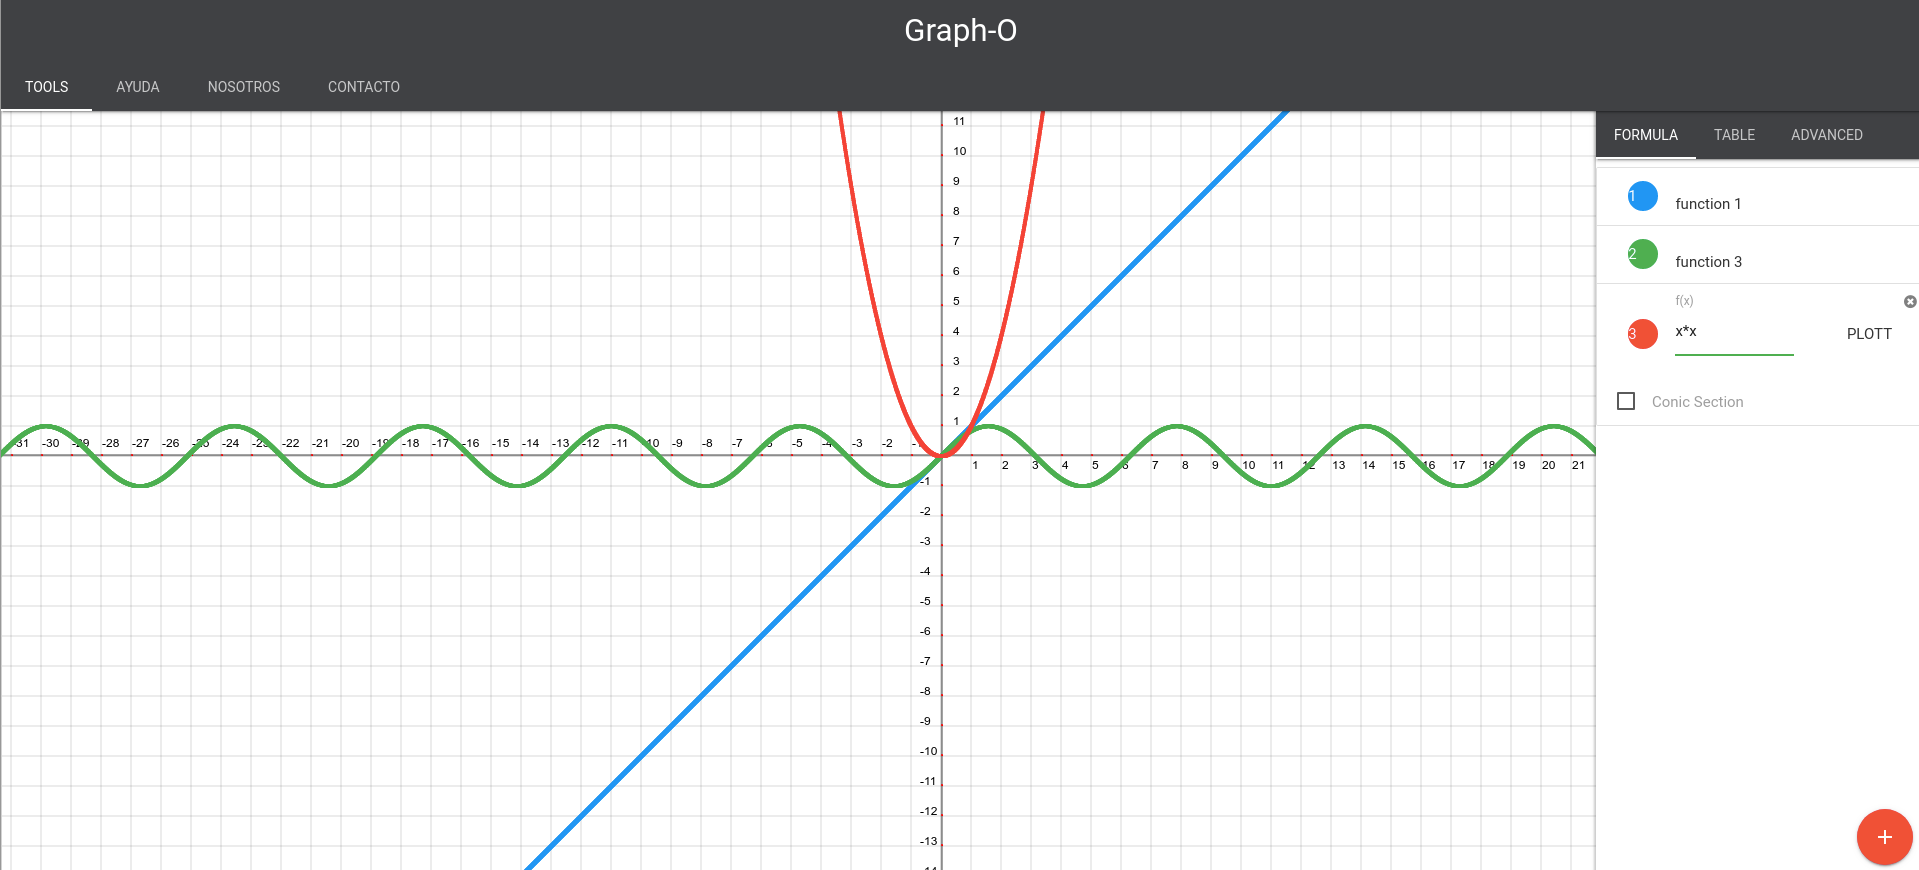 Graph-O
TOOLS AYUDA NOSOTROS CONTACTO
FORMULA TABLE ADVANCED
1 function 1
2 function 3
f(x)
3 x*x PLOTT
Conic Section
+
11
10
9
8
7
6
5
4
3
2
1
-31 -30 -29 -28 -27 -26 -25 -24 -23 -22 -21 -20 -19 -18 -17 -16 -15 -14 -13 -12 -11 -10 -9 -8 -7 -6 -5 -4 -3 -2 -1
1 2 3 4 5 6 7 8 9 10 11 12 13 14 15 16 17 18 19 20 21
-1
-2
-3
-4
-5
-6
-7
-8
-9
-10
-11
-12
-13